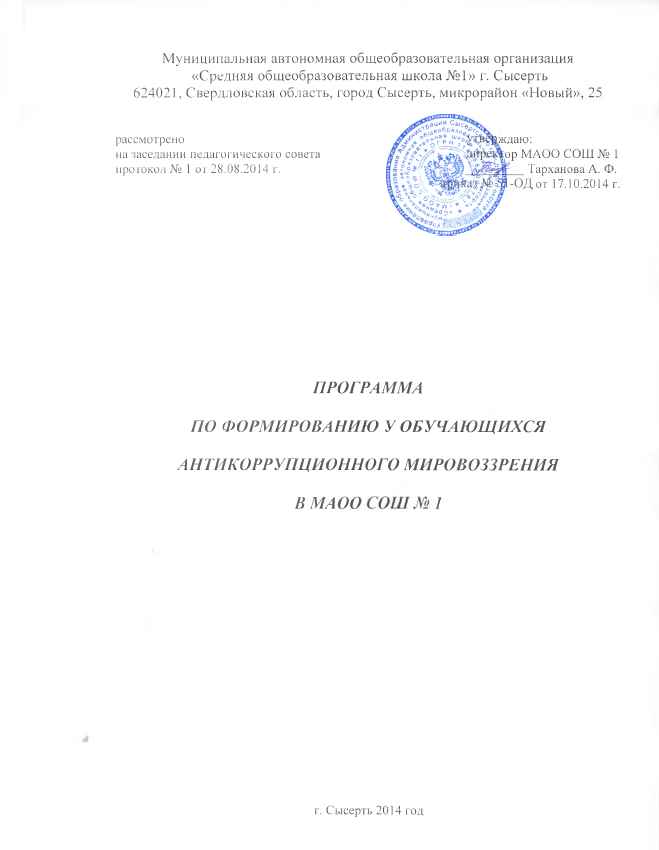 Муниципальная автономная общеобразовательная организация
«Средняя общеобразовательная школа №1» г. Сысерть
624021, Свердловская область, город Сысерть, микрорайон «Новый», 25
рассмотрено
на заседании педагогического совета
протокол № 1 от 28.08.2014 г.
утверждаю:
директор МАОО СОШ № 1
Тарханова А. Ф.
-ОД от 17.10.2014 г.
ПРОГРАММА
ПО ФОРМИРОВАНИЮ У ОБУЧАЮЩИХСЯ
АНТИКОРРУПЦИОННОГО МИРОВОЗЗРЕНИЯ
В МАОО СОШ № 1
г. Сысерть 2014 год